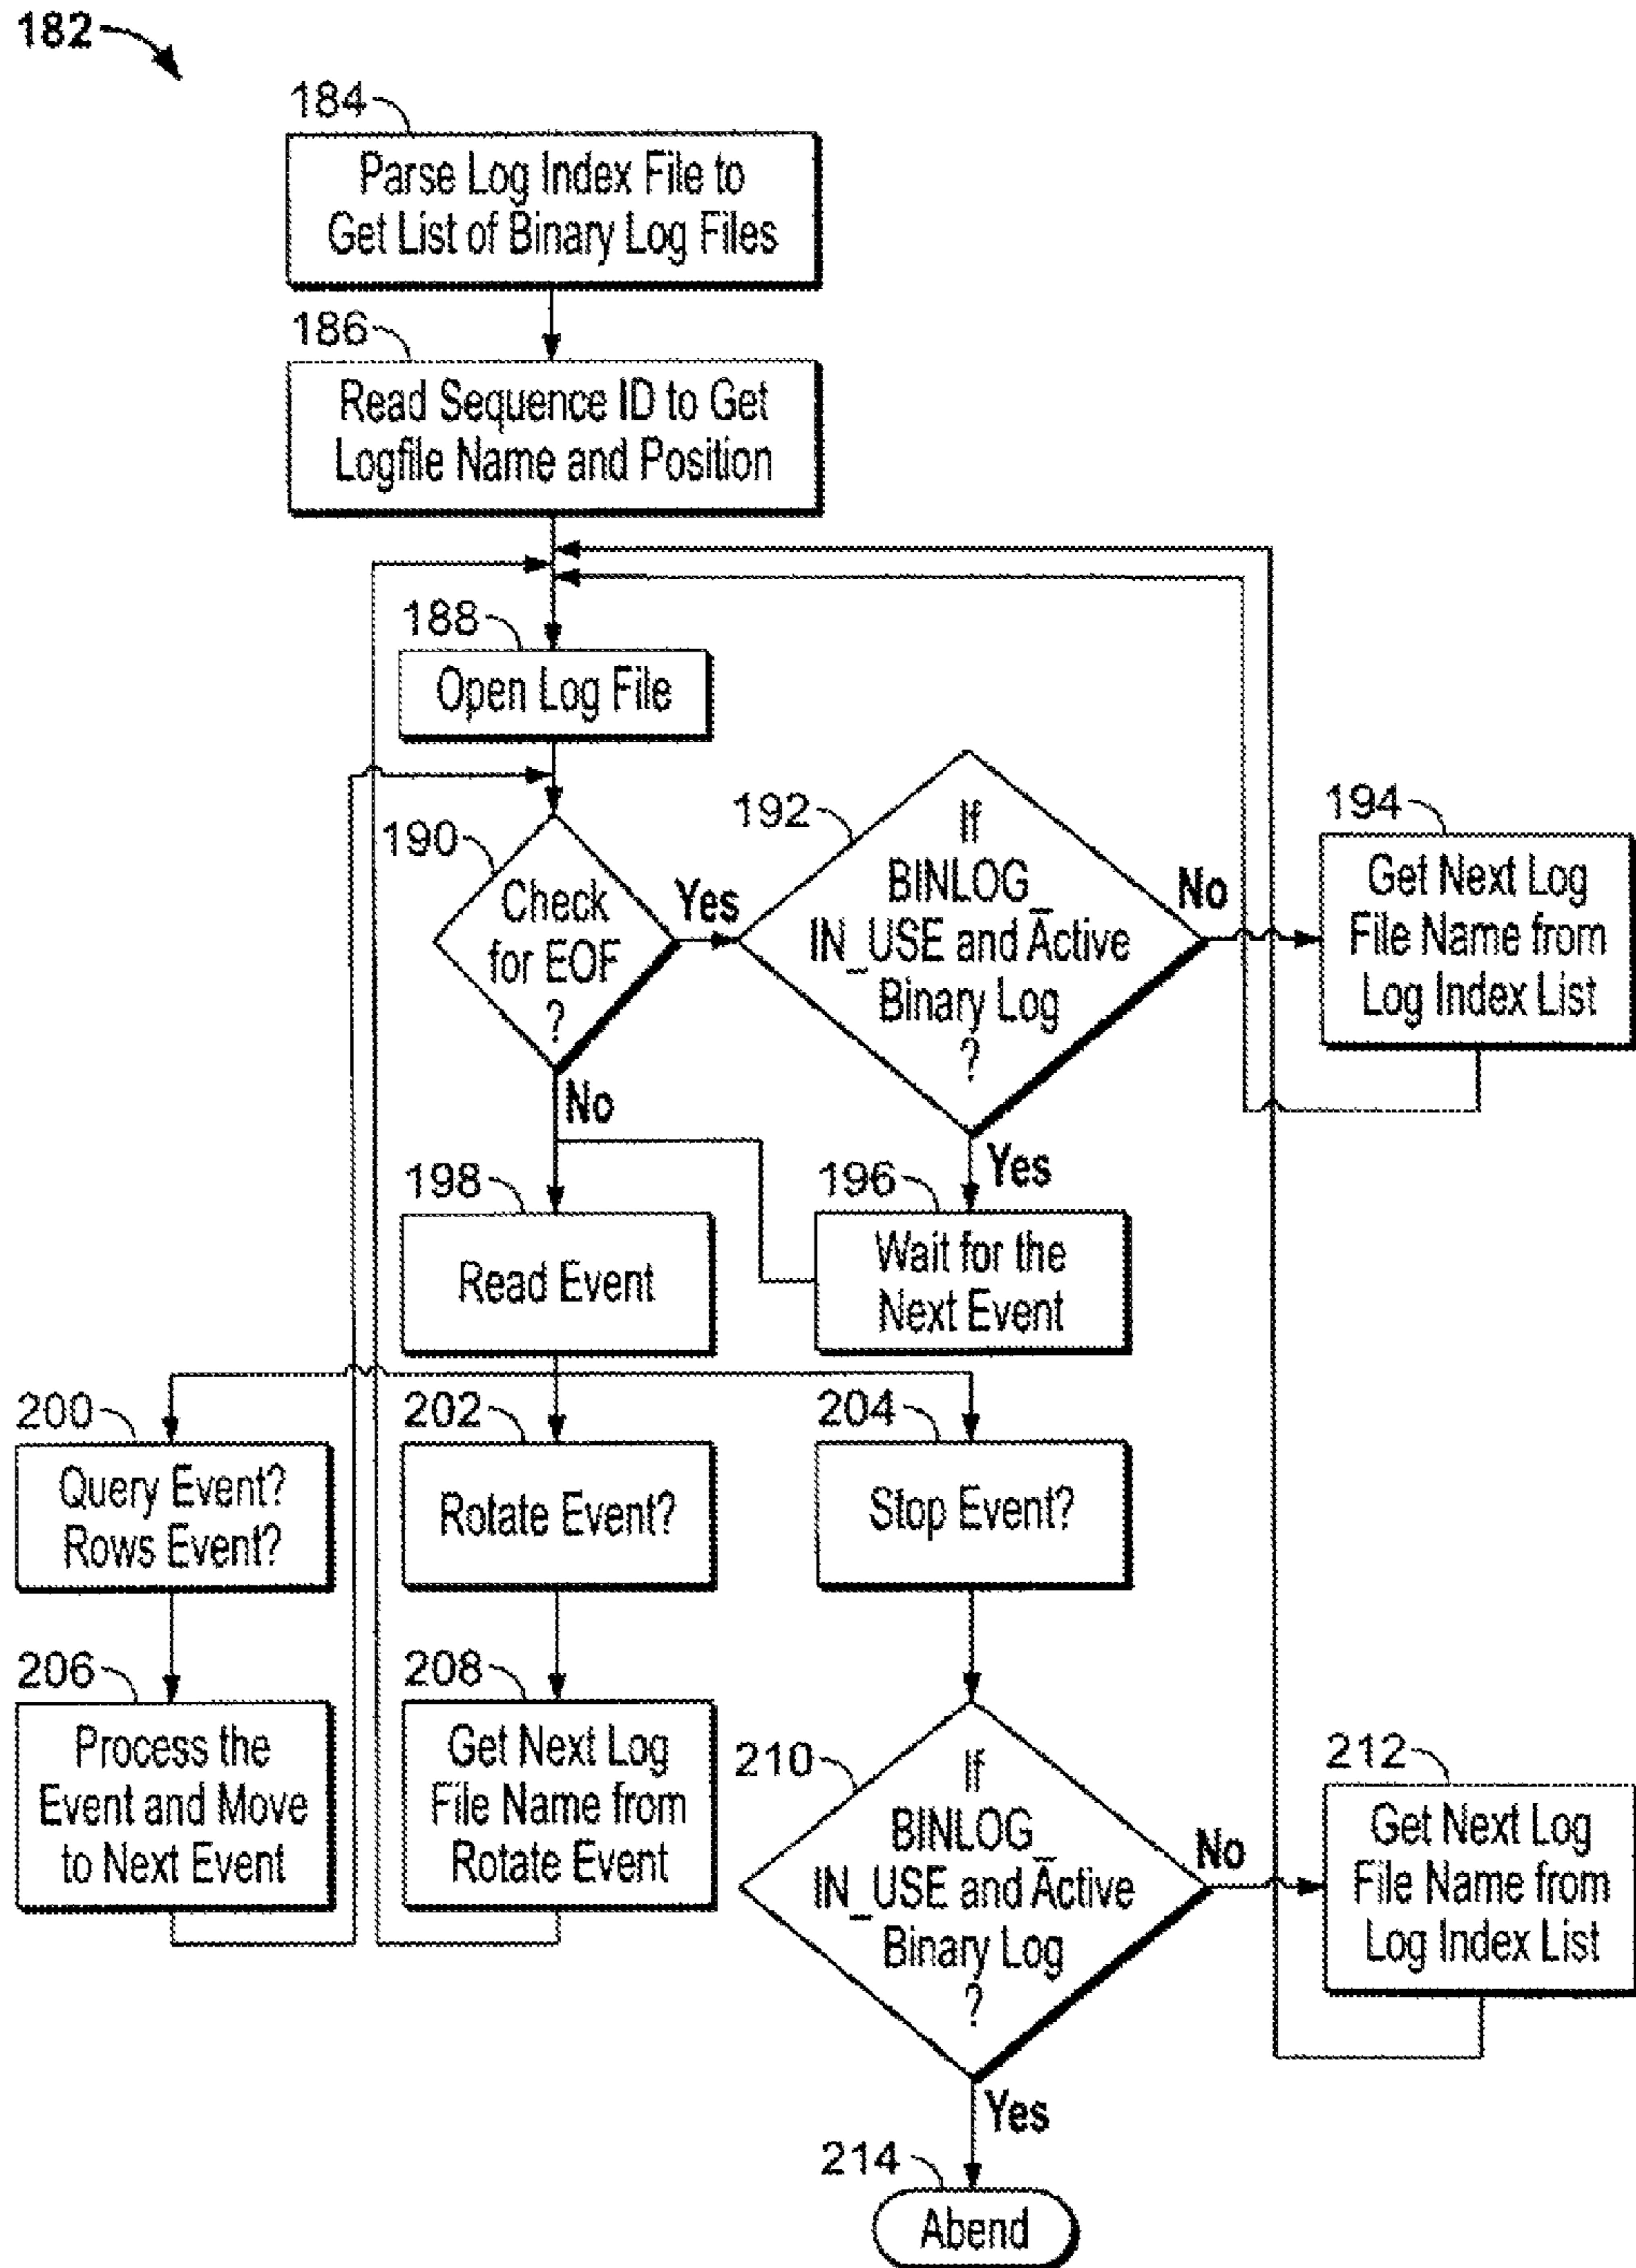 182
184
Parse Log Index File to
Get List of Binary Log Files
186
Read Sequence ID to Get
Logfile Name and Position
188
Open Log File
190
Check
for EOF
?
Yes
No
192
If
BINLOG_
IN_USE and Active
Binary Log
?
No
Yes
194
Get Next Log
File Name from
Log Index List
196
Wait for the
Next Event
198
Read Event
200
Query Event?
Rows Event?
202
Rotate Event?
204
Stop Event?
206
Process the
Event and Move
to Next Event
208
Get Next Log
File Name from
Rotate Event
210
If
BINLOG_
IN_USE and Active
Binary Log
?
No
Yes
212
Get Next Log
File Name from
Log Index List
214
Abend